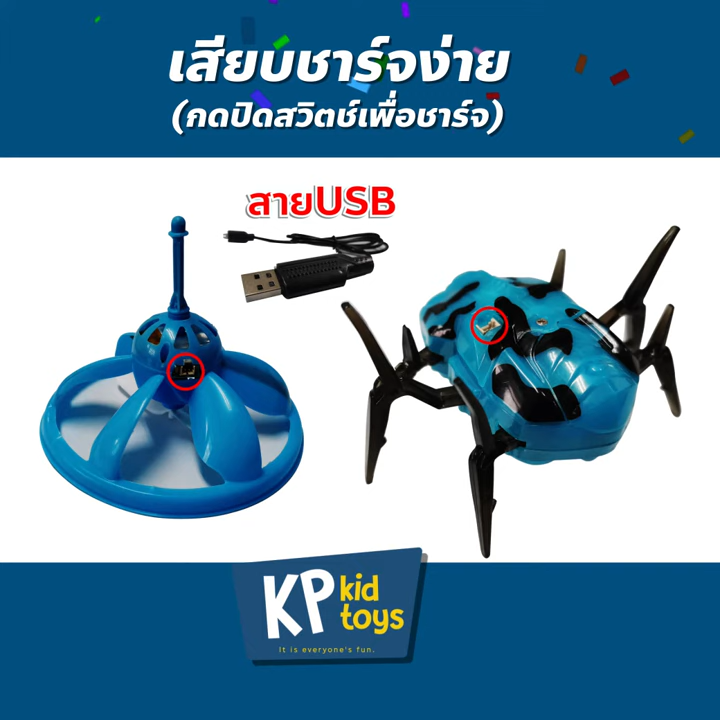 เสียบชาร์จง่าย
(กดปิดสวิตช์เพื่อชาร์จ)
สายUSB
KP kid
toys
It is everyone's fun.